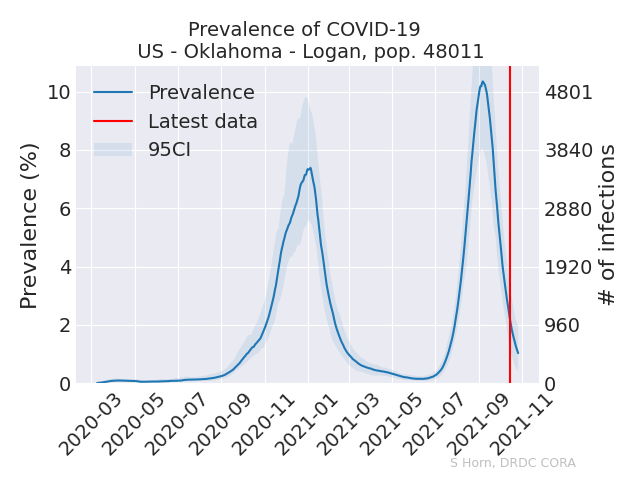 Prevalence of COVID-19
US - Oklahoma - Logan, pop. 48011
Prevalence
Latest data
95CI
Prevalence (%)
10
8
6
4
2
0
# of infections
4801
3840
2880
1920
960
0
2020-03
2020-05
2020-07
2020-09
2020-11
2021-01
2021-03
2021-05
2021-07
2021-09
2021-11
S Horn, DRDC CORA